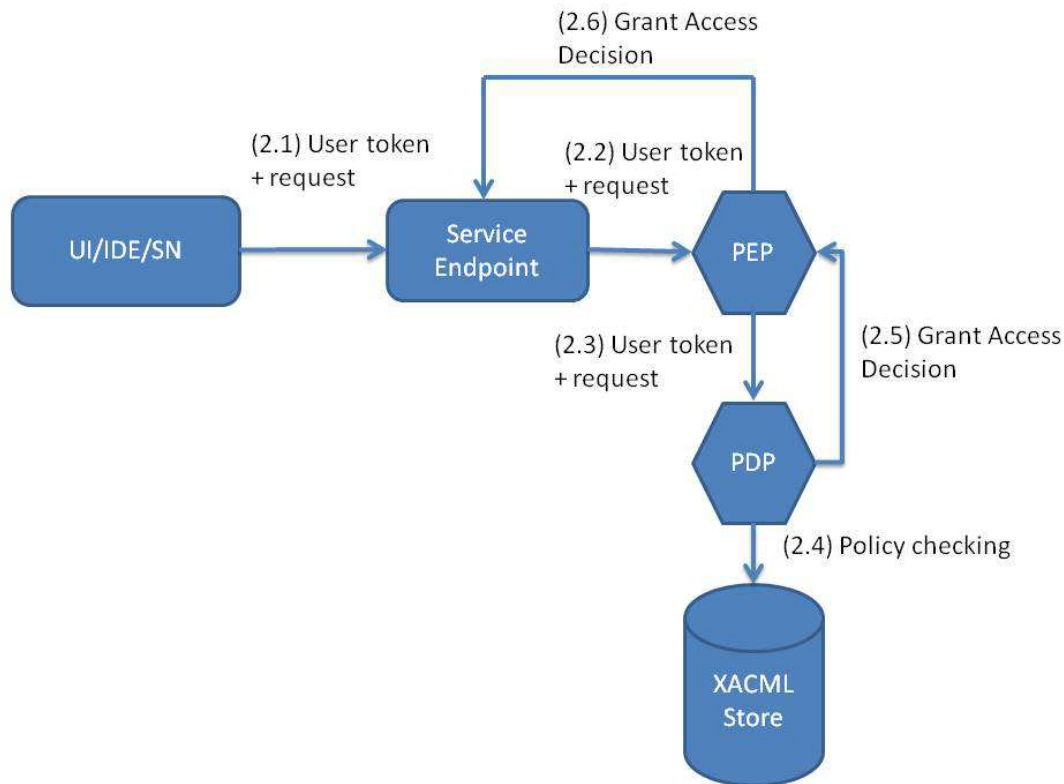 (2.6) Grant Access
Decision
(2.1) User token
+ request
(2.2) User token
+ request
UI/IDE/SN
Service
Endpoint
PEP
(2.3) User token
+ request
(2.5) Grant Access
Decision
PDP
(2.4) Policy checking
XACML
Store